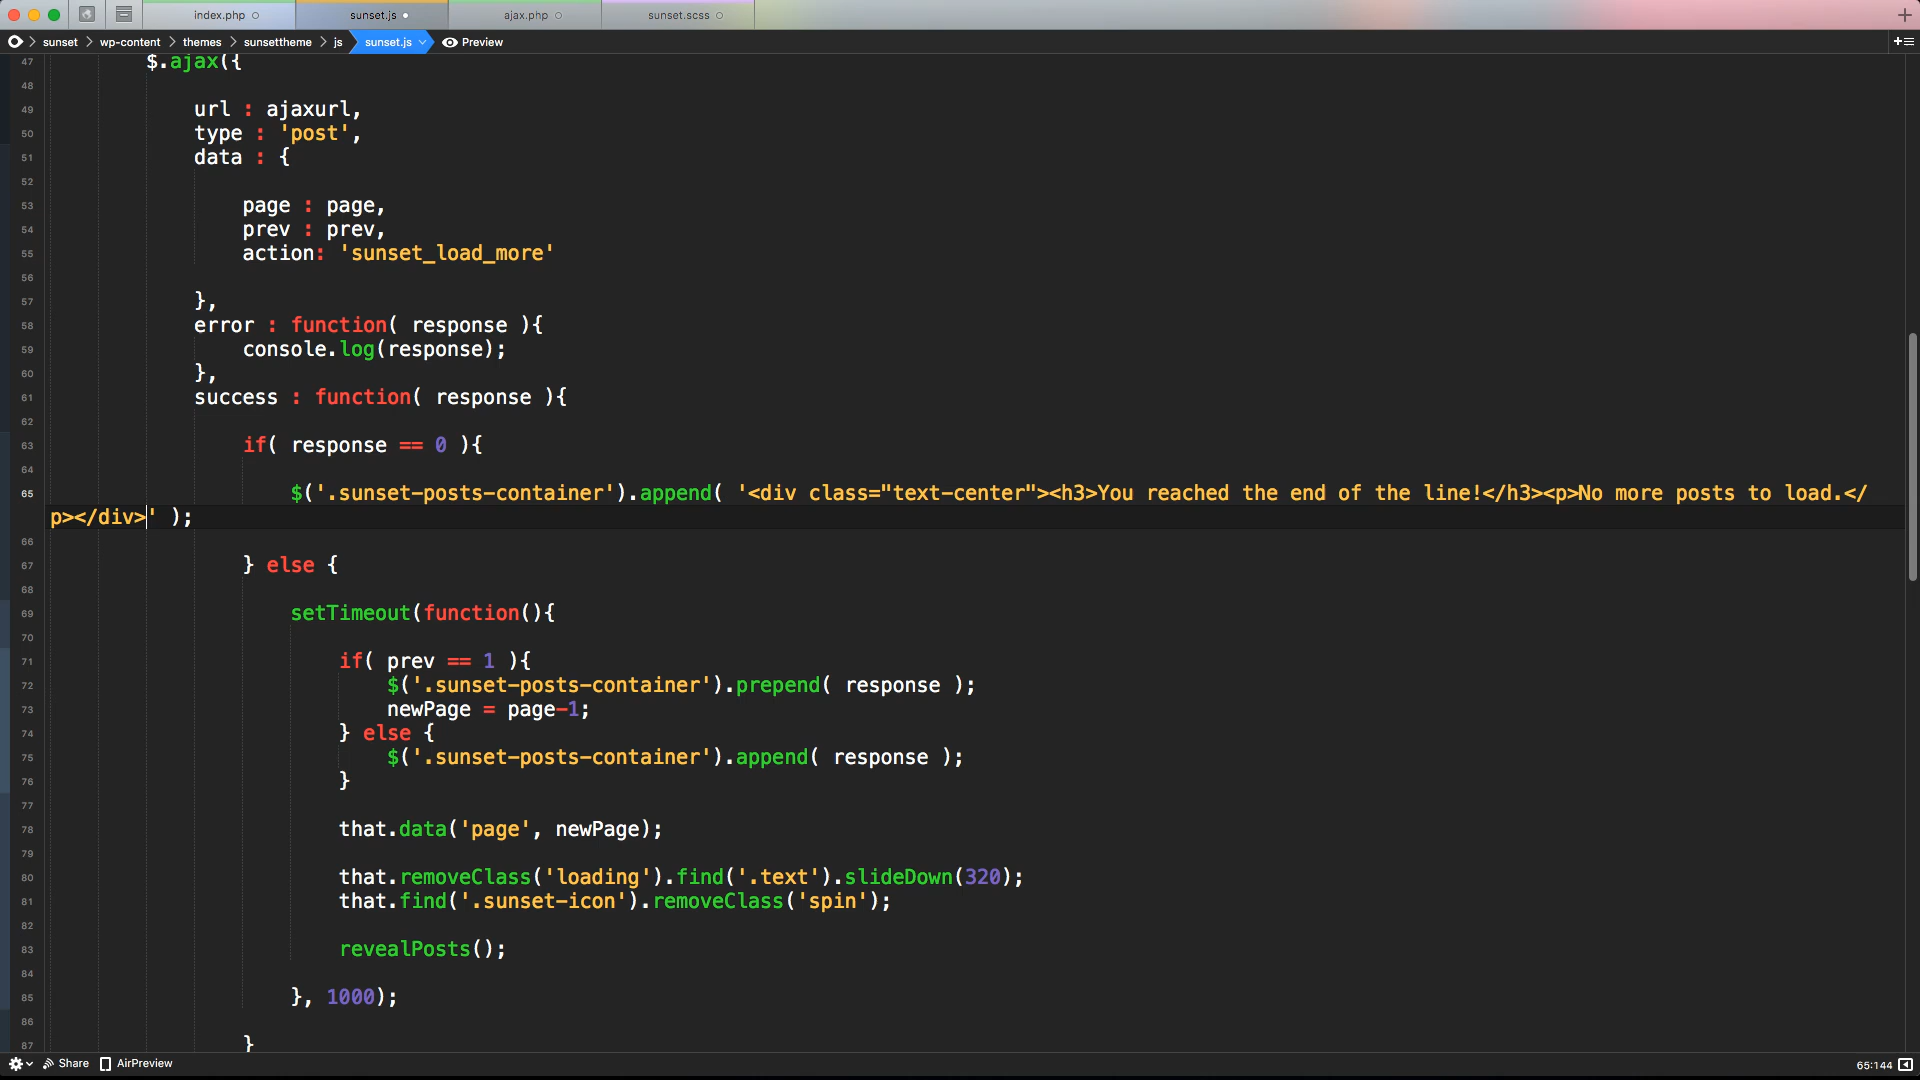 index.php
sunset.js
ajax.php
sunset.scss
sunset wp-content themes sunsettheme js sunset.js Preview
47 $.ajax({
48
49 url : ajaxurl,
50 type : 'post',
51 data : {
52
53 page : page,
54 prev : prev,
55 action: 'sunset_load_more'
56
57 },
58 error : function( response ){
59 console.log(response);
60 },
61 success : function( response ){
62
63 if( response == 0 ){
64
65 $('.sunset-posts-container').append( '<div class="text-center"><h3>You reached the end of the line!</h3><p>No more posts to load.</
p></div>' );
66
67 } else {
68
69 setTimeout(function(){
70
71 if( prev == 1 ){
72 $('.sunset-posts-container').prepend( response );
73 newPage = page-1;
74 } else {
75 $('.sunset-posts-container').append( response );
76 }
77
78 that.data('page', newPage);
79
80 that.removeClass('loading').find('.text').slideDown(320);
81 that.find('.sunset-icon').removeClass('spin');
82
83 revealPosts();
84
85 }, 1000);
86
87 }
Share AirPreview 65:144